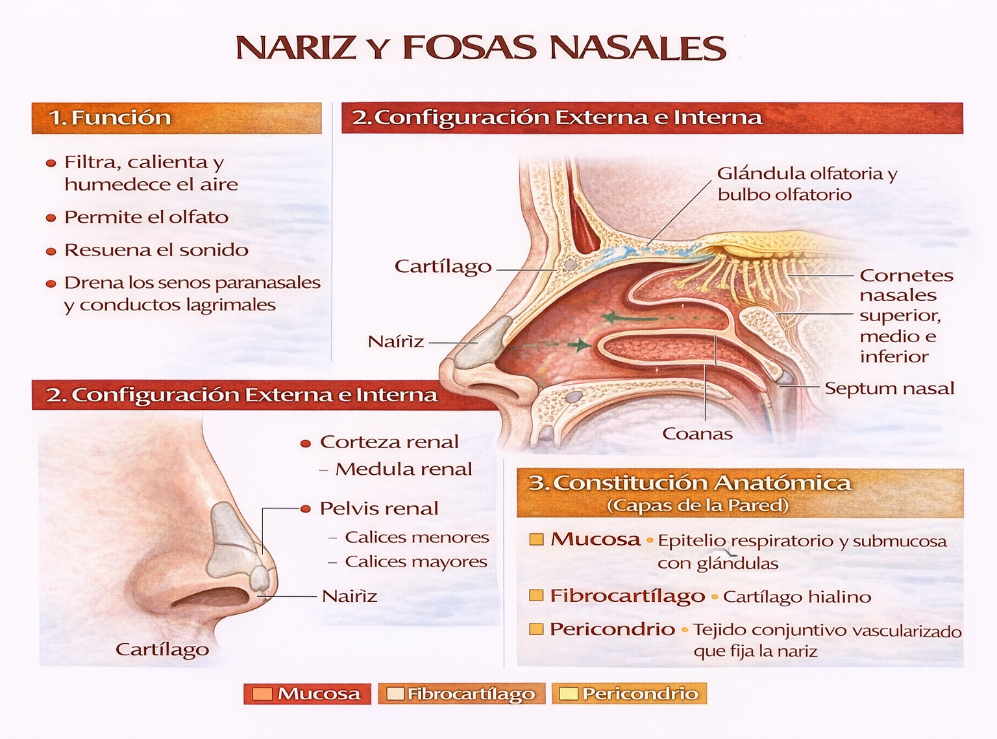 NARIZ Y FOSAS NASALES
1. Función
• Filtra, calienta y
humedece el aire
• Permite el olfato
• Resuena el sonido
• Drena los senos paranasales
y conductos lagrimales
2. Configuración Externa e Interna
Glándula olfatoria y
bulbo olfatorio
Cartílago
Naíriz
Cornetes
nasales
superior,
medio e
inferior
Septum nasal
Coanas
2. Configuración Externa e Interna
• Corteza renal
– Medula renal
• Pelvis renal
– Calices menores
– Calices mayores
Nairiz
Cartílago
3. Constitución Anatómica
(Capas de la Pared)
Mucosa • Epitelio respiratorio y submucosa
con glándulas
Fibrocartílago • Cartílago hialino
Pericondrio • Tejido conjuntivo vascularizado
que fija la nariz
Mucosa Fibrocartílago Pericondrio